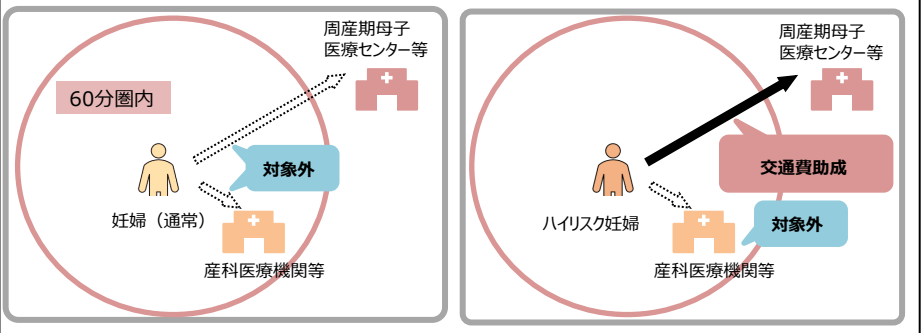 周産期母子
医療センター等
60分圏内
対象外
妊婦（通常）
産科医療機関等
周産期母子
医療センター等
交通費助成
ハイリスク妊婦
対象外
産科医療機関等